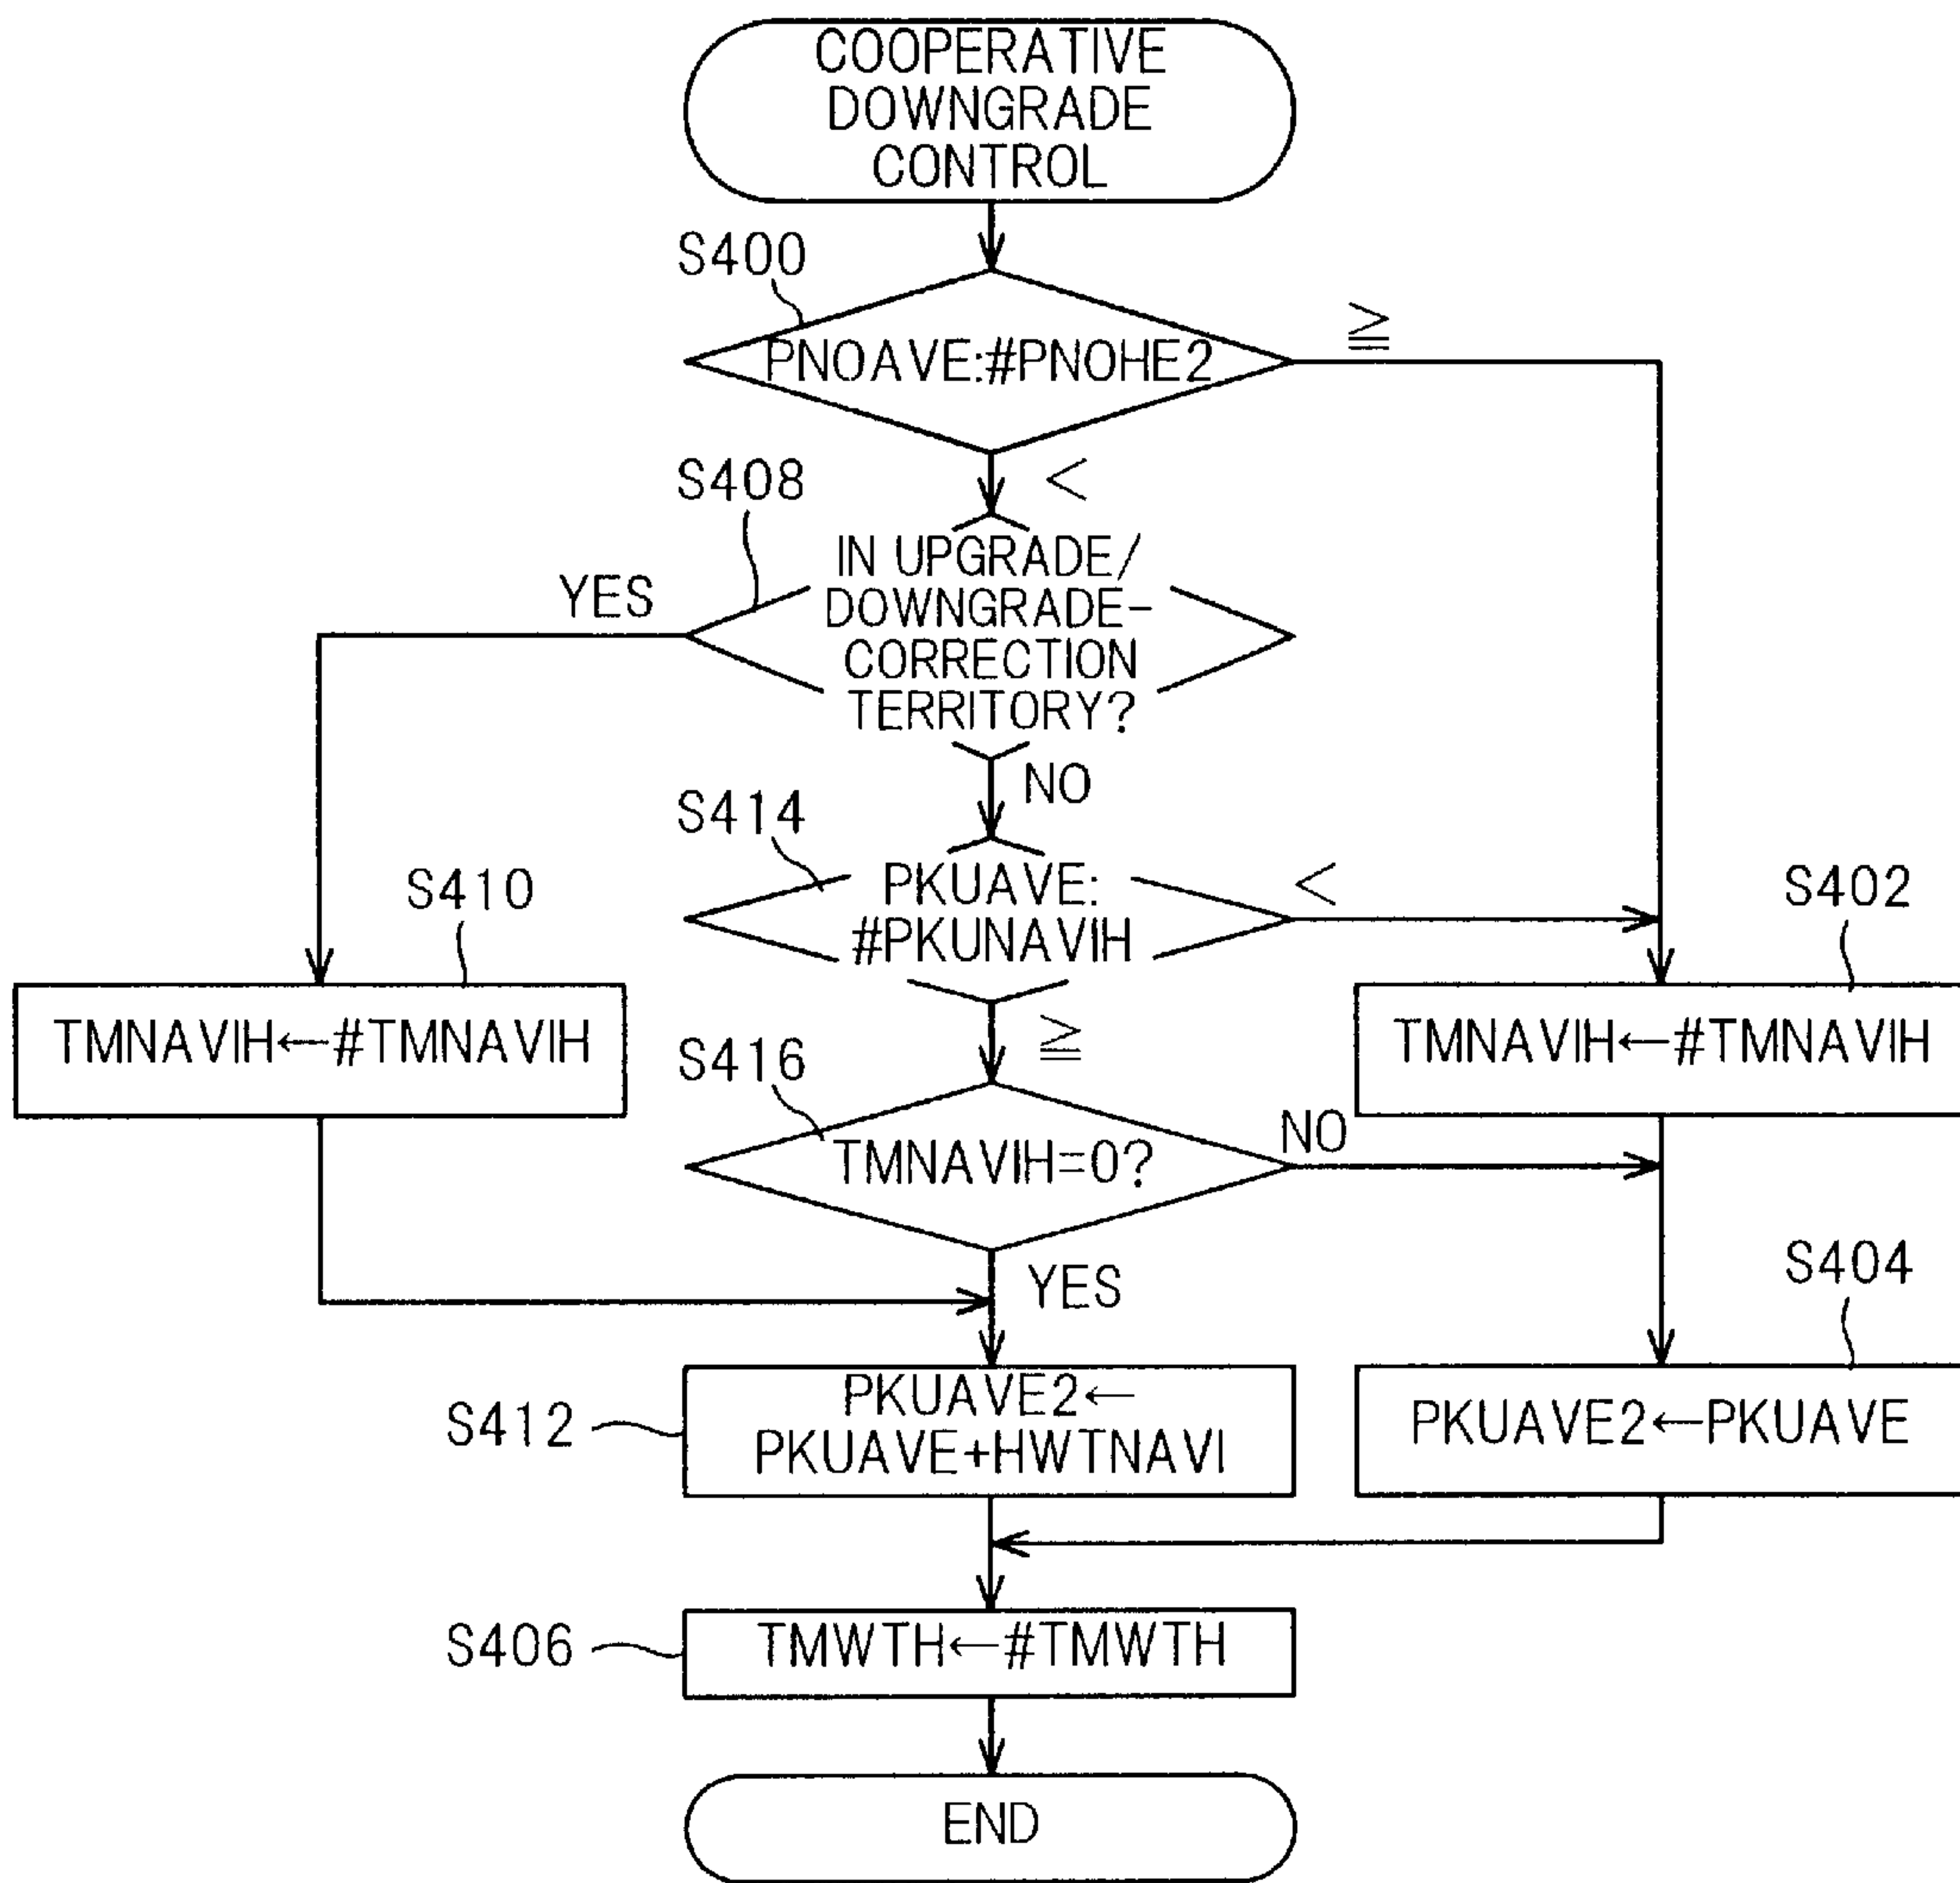 COOPERATIVE
DOWNGRADE
CONTROL
S400
PNOAVE:#PNOHE2
≧
<
S408
IN UPGRADE/
DOWNGRADE-
CORRECTION
TERRITORY?
YES
NO
S414
PKUAVE:
#PKUNAVIH
<
≧
S410
TMNAVIH←#TMNAVIH
S402
TMNAVIH←#TMNAVIH
S416
TMNAVIH=0?
NO
YES
S404
PKUAVE2←PKUAVE
S412
PKUAVE2←
PKUAVE+HWTNAVI
S406
TMWTH←#TMWTH
END